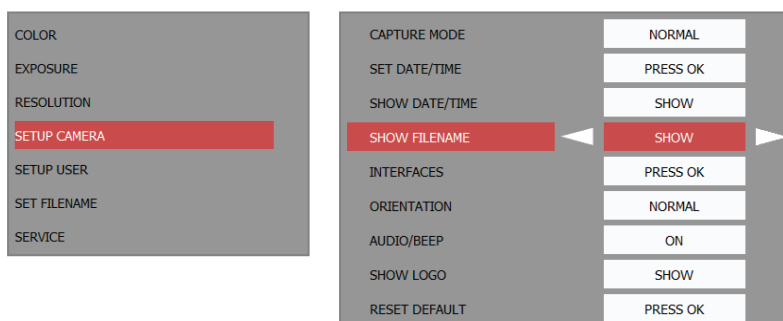 COLOR
EXPOSURE
RESOLUTION
SETUP CAMERA
SETUP USER
SET FILENAME
SERVICE
CAPTURE MODE NORMAL
SET DATE/TIME PRESS OK
SHOW DATE/TIME SHOW
SHOW FILENAME SHOW
INTERFACES PRESS OK
ORIENTATION NORMAL
AUDIO/BEEP ON
SHOW LOGO SHOW
RESET DEFAULT PRESS OK